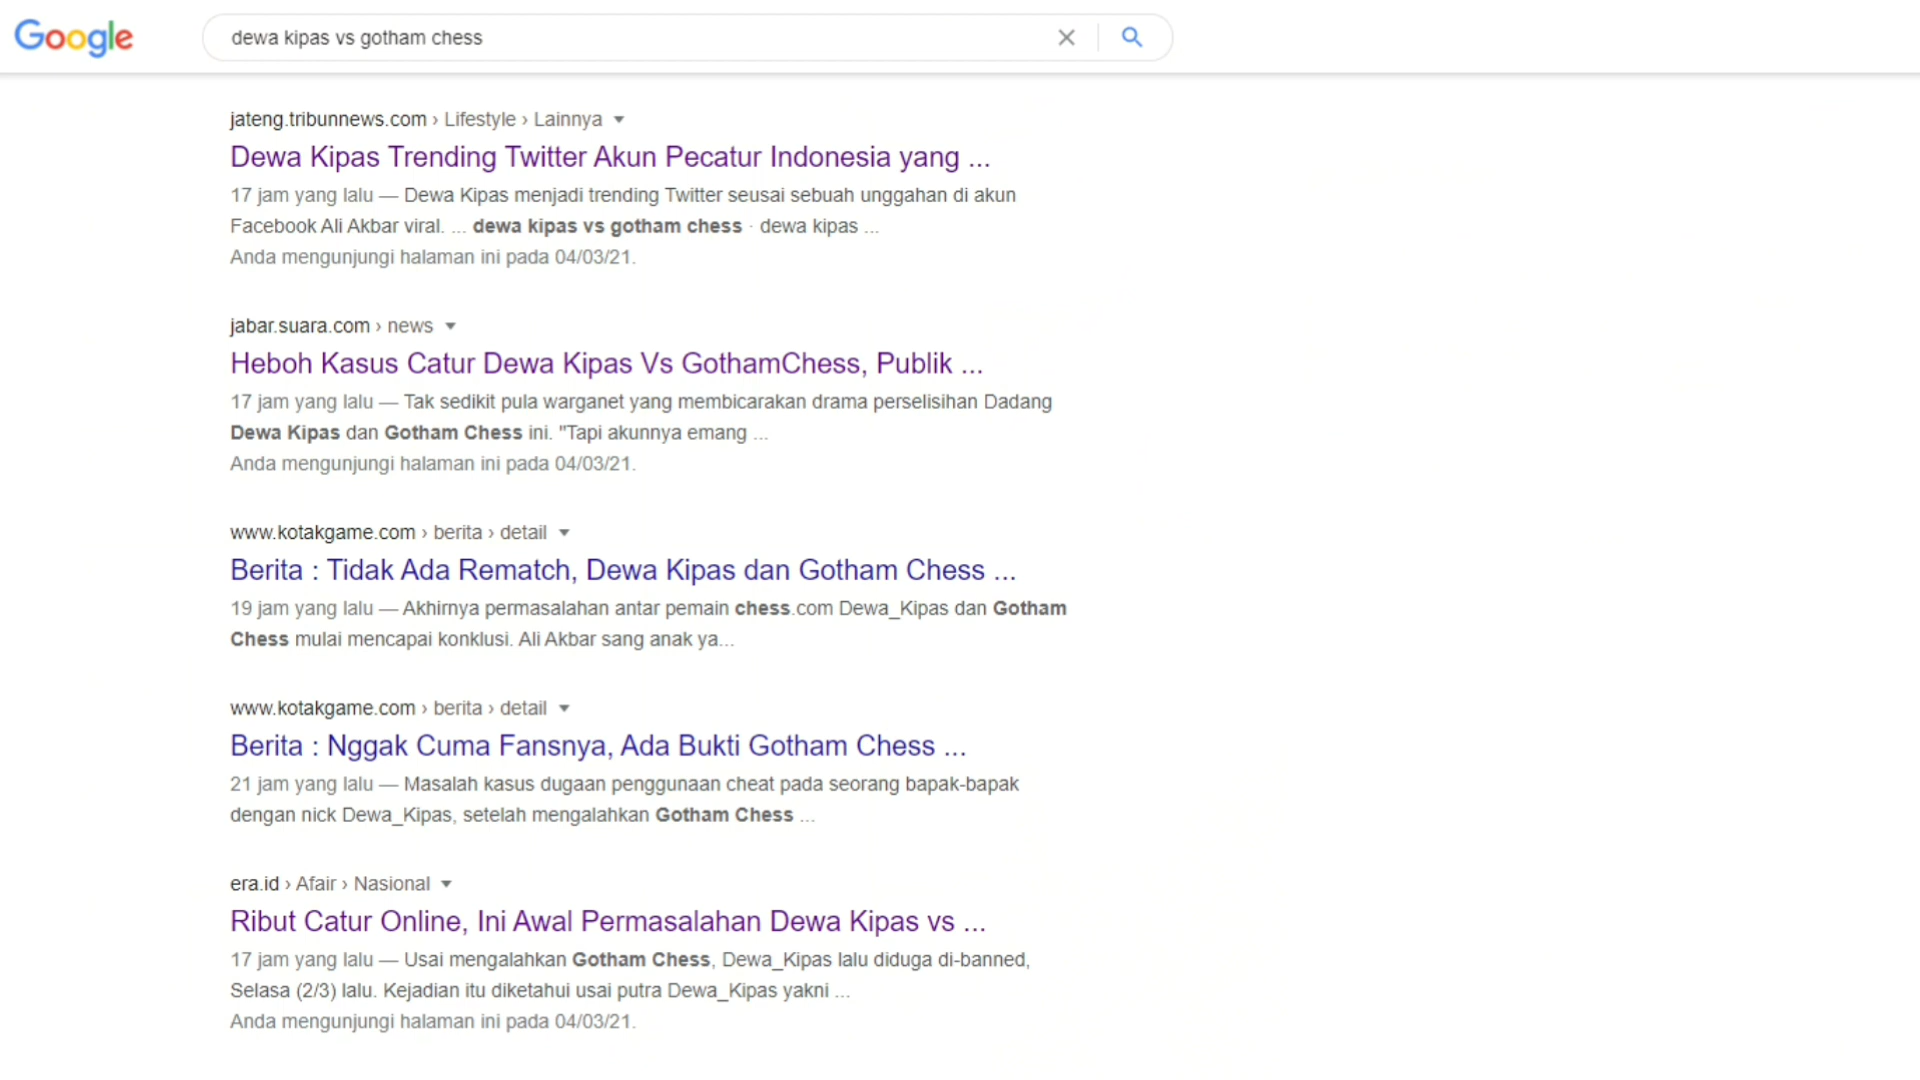 Google
dewa kipas vs gotham chess
jateng.tribunnews.com › Lifestyle › Lainnya
Dewa Kipas Trending Twitter Akun Pecatur Indonesia yang ...
17 jam yang lalu — Dewa Kipas menjadi trending Twitter seusai sebuah unggahan di akun
Facebook Ali Akbar viral. ... dewa kipas vs gotham chess · dewa kipas ...
Anda mengunjungi halaman ini pada 04/03/21.
jabar.suara.com › news
Heboh Kasus Catur Dewa Kipas Vs GothamChess, Publik ...
17 jam yang lalu — Tak sedikit pula warganet yang membicarakan drama perselisihan Dadang
Dewa Kipas dan Gotham Chess ini. "Tapi akunnya emang ...
Anda mengunjungi halaman ini pada 04/03/21.
www.kotakgame.com › berita › detail
Berita : Tidak Ada Rematch, Dewa Kipas dan Gotham Chess ...
19 jam yang lalu — Akhirnya permasalahan antar pemain chess.com Dewa_Kipas dan Gotham
Chess mulai mencapai konklusi. Ali Akbar sang anak ya...
www.kotakgame.com › berita › detail
Berita : Nggak Cuma Fansnya, Ada Bukti Gotham Chess ...
21 jam yang lalu — Masalah kasus dugaan penggunaan cheat pada seorang bapak-bapak
dengan nick Dewa_Kipas, setelah mengalahkan Gotham Chess ...
era.id › Afair › Nasional
Ribut Catur Online, Ini Awal Permasalahan Dewa Kipas vs ...
17 jam yang lalu — Usai mengalahkan Gotham Chess, Dewa_Kipas lalu diduga di-banned,
Selasa (2/3) lalu. Kejadian itu diketahui usai putra Dewa_Kipas yakni ...
Anda mengunjungi halaman ini pada 04/03/21.